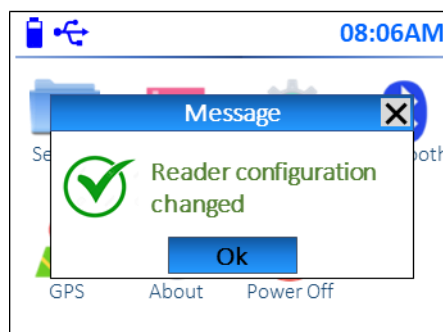 08:06AM
Message
Reader configuration
changed
Ok
GPS
About
Power Off